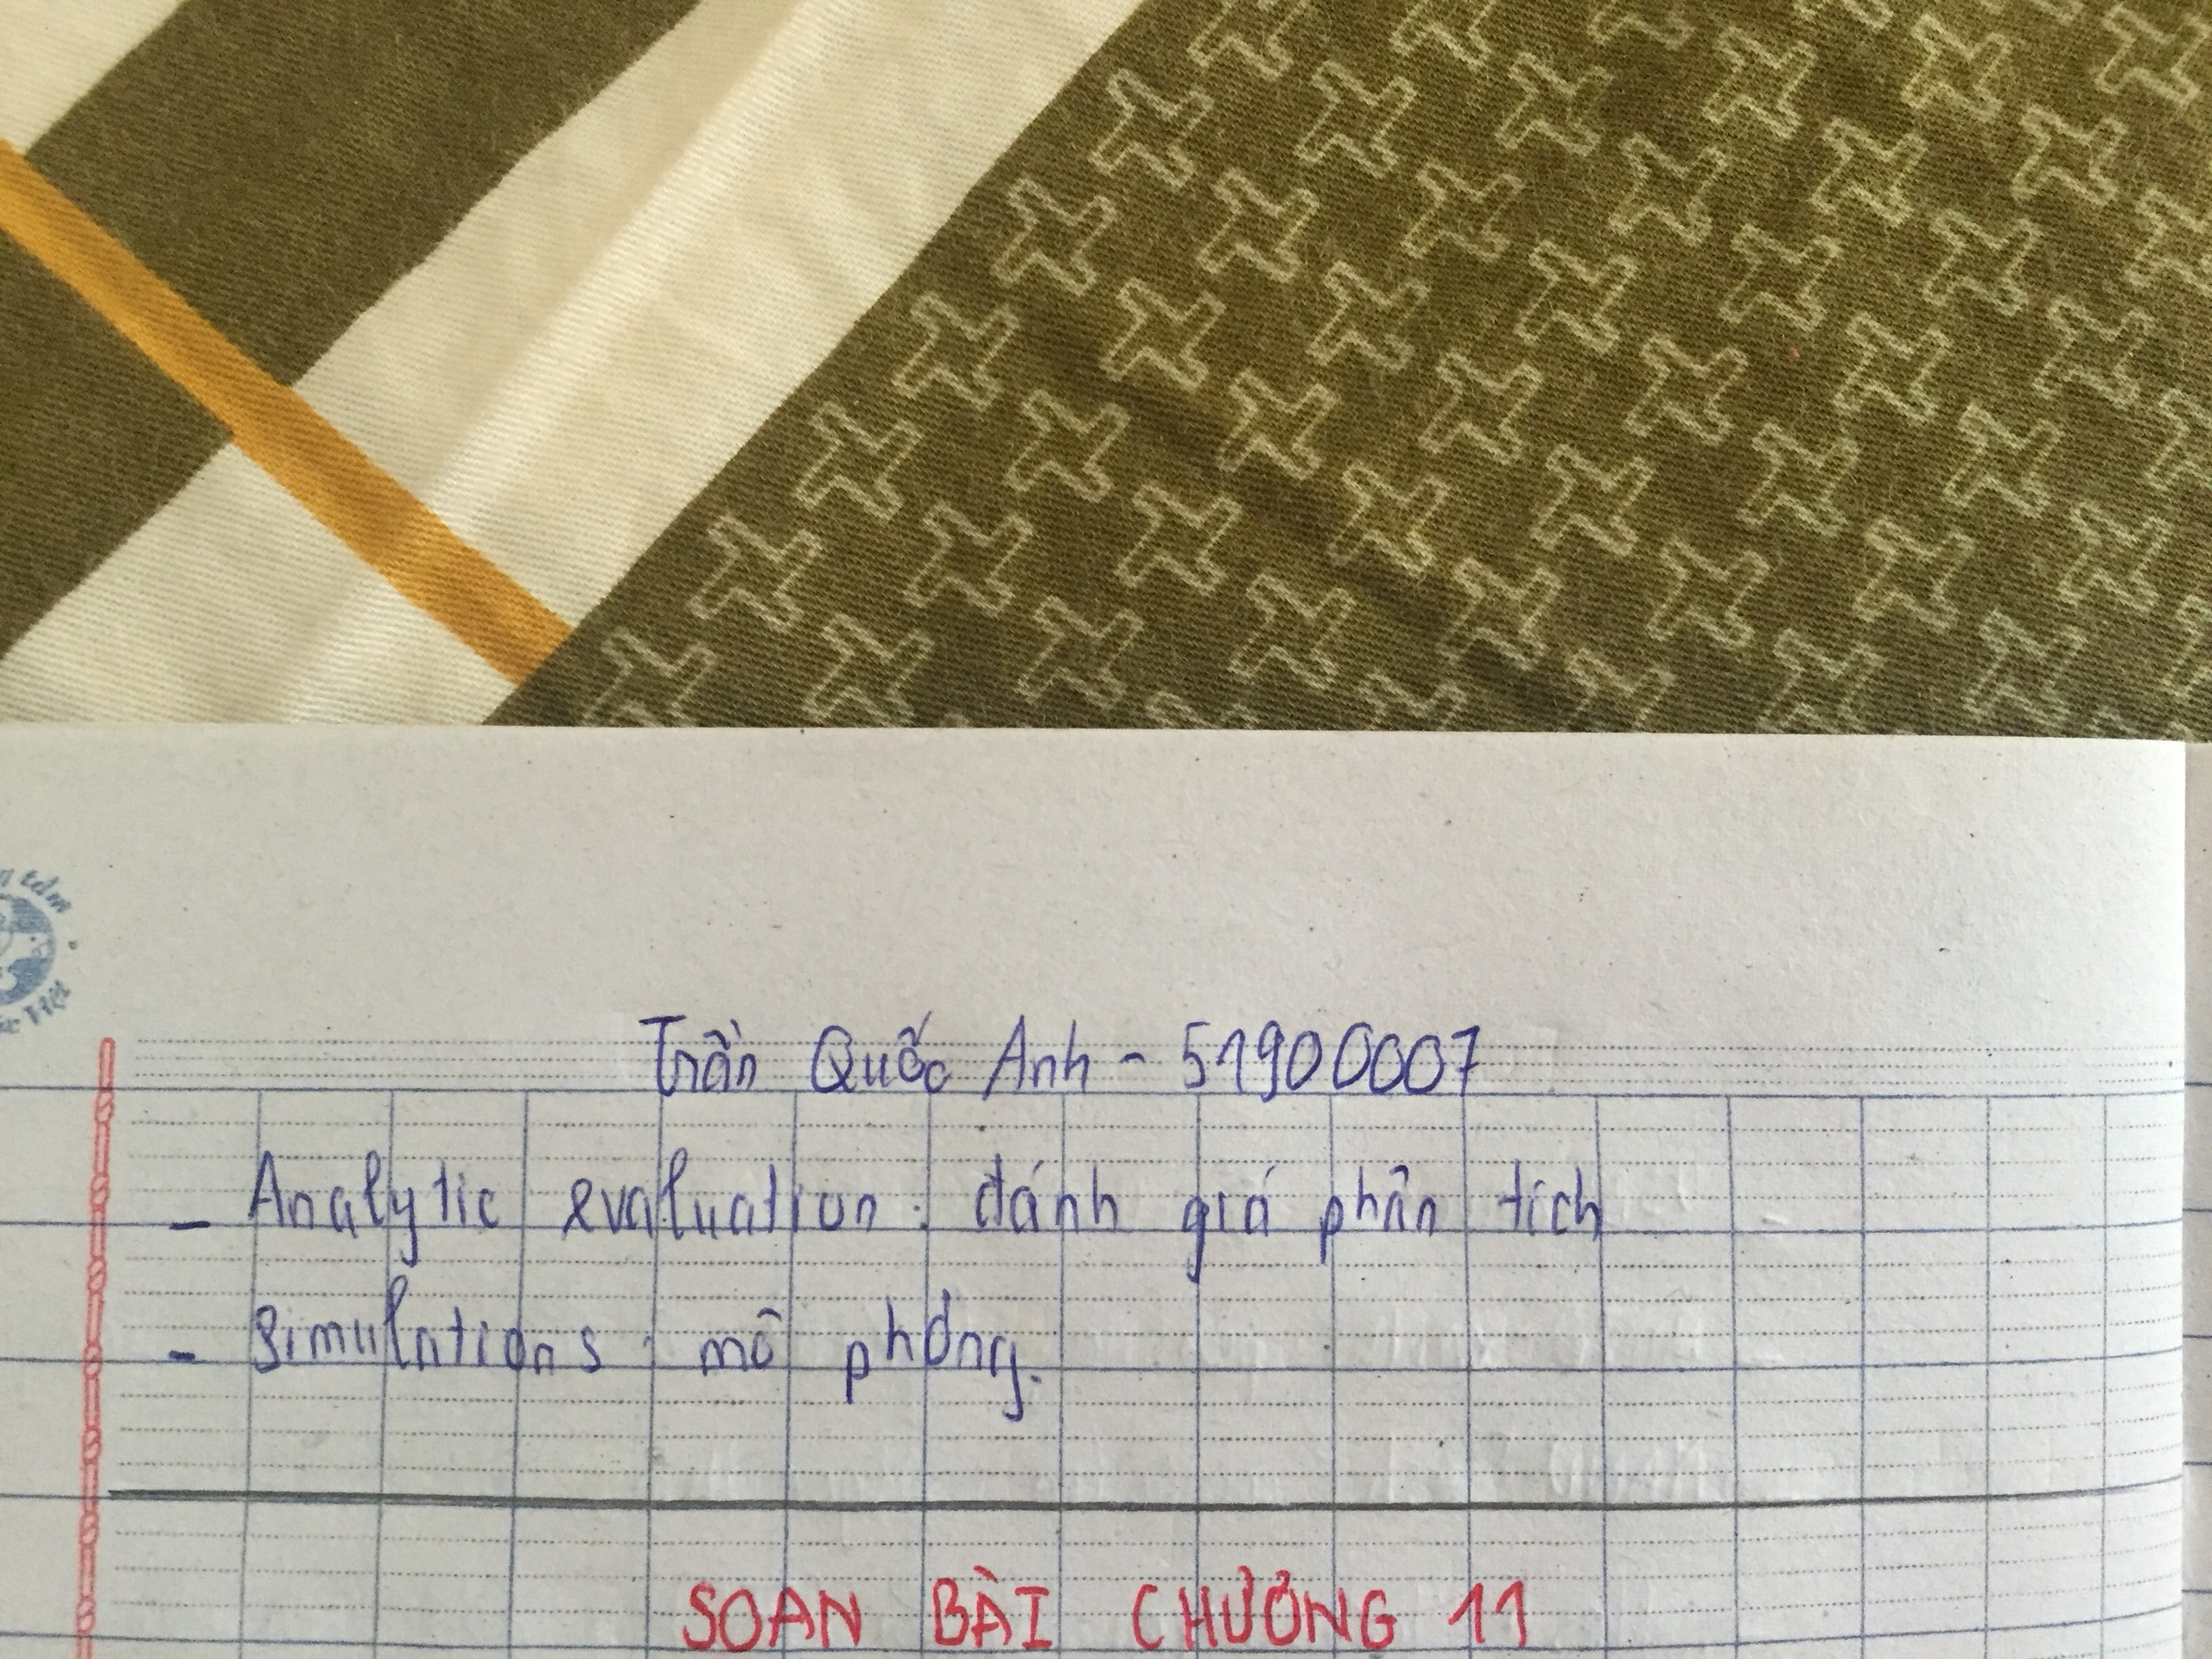 Trần Quốc Anh - 51900007
- Analytic evaluation: đánh giá phân tích
- Simulations: mô phỏng.
SOẠN BÀI CHƯƠNG 11